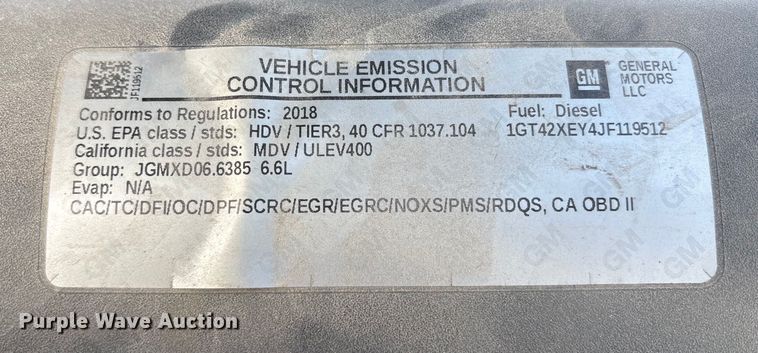 VEHICLE EMISSION
CONTROL INFORMATION
GM
GENERAL
MOTORS
LLC
JF119512
Conforms to Regulations: 2018
Fuel: Diesel
U.S. EPA class / stds: HDV / TIER3, 40 CFR 1037.104
1GT42XEY4JF119512
California class / stds: MDV / ULEV400
Group: JGMXD06.6385 6.6L
Evap: N/A
CAC/TC/DFI/OC/DPF/SCRC/EGR/EGRC/NOXS/PMS/RDQS, CA OBD II
Purple Wave Auction